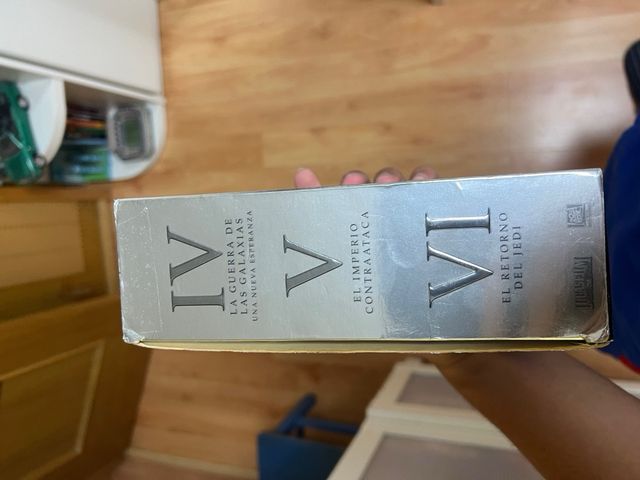 IV
LA GUERRA DE
LAS GALAXIAS
UNA NUEVA ESPERANZA
V
EL IMPERIO
CONTRAATACA
VI
EL RETORNO
DEL JEDI